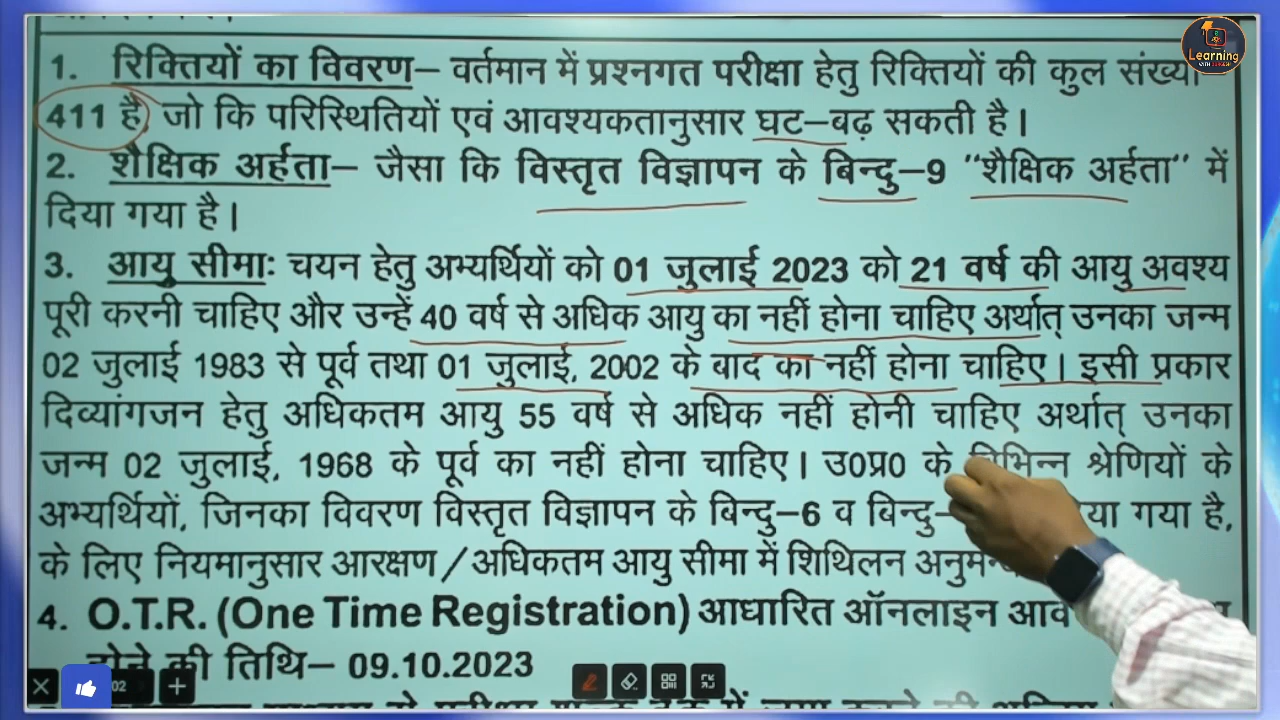 Learning
1. रिक्तियों का विवरण– वर्तमान में प्रश्नगत परीक्षा हेतु रिक्तियों की कुल संख्या
411 है, जो कि परिस्थितियों एवं आवश्यकतानुसार घट–बढ़ सकती है।
2. शैक्षिक अर्हता– जैसा कि विस्तृत विज्ञापन के बिन्दु–9 "शैक्षिक अर्हता" में
दिया गया है।
3. आयु सीमाः चयन हेतु अभ्यर्थियों को 01 जुलाई 2023 को 21 वर्ष की आयु अवश्य
पूरी करनी चाहिए और उन्हें 40 वर्ष से अधिक आयु का नहीं होना चाहिए अर्थात् उनका जन्म
02 जुलाई 1983 से पूर्व तथा 01 जुलाई, 2002 के बाद का नहीं होना चाहिए। इसी प्रकार
दिव्यांगजन हेतु अधिकतम आयु 55 वर्ष से अधिक नहीं होनी चाहिए अर्थात् उनका
जन्म 02 जुलाई, 1968 के पूर्व का नहीं होना चाहिए। उ0प्र0 के विभिन्न श्रेणियों के
अभ्यर्थियों, जिनका विवरण विस्तृत विज्ञापन के बिन्दु–6 व बिन्दु– गया है,
के लिए नियमानुसार आरक्षण/अधिकतम आयु सीमा में शिथिलन
4. O.T.R. (One Time Registration) आधारित ऑनलाइन
होने की तिथि– 09.10.2023
02